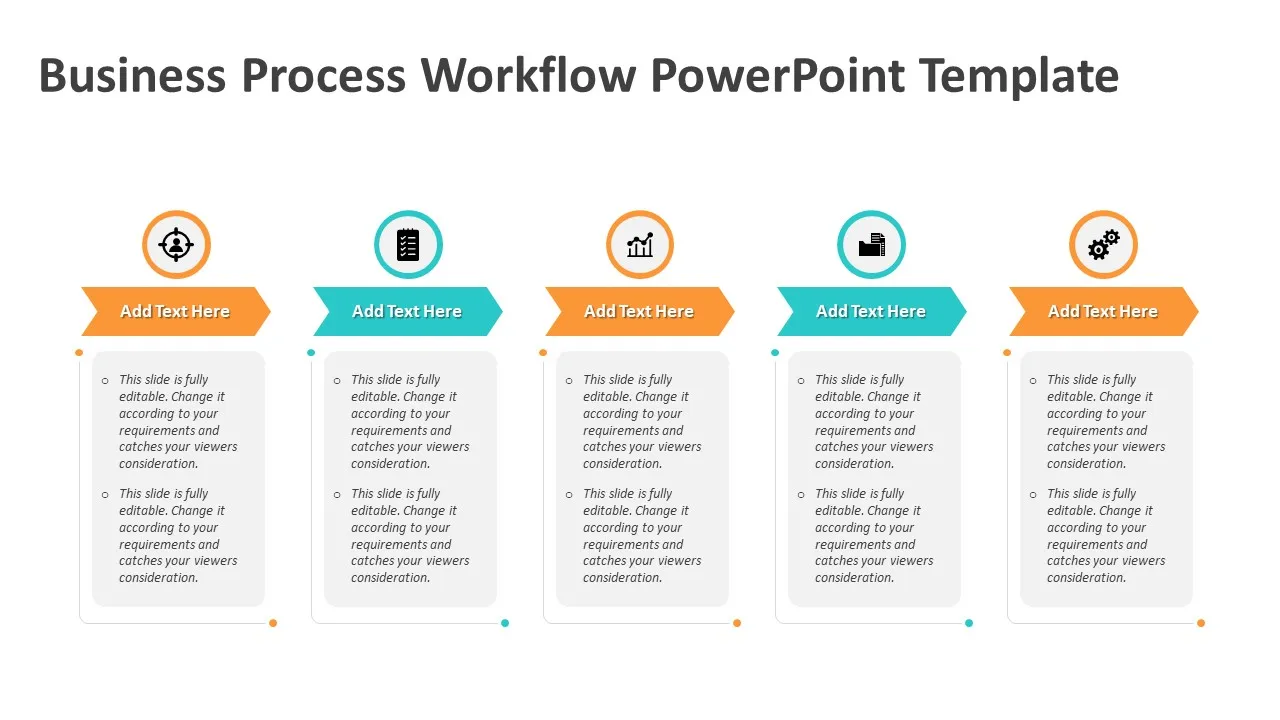 Business Process Workflow PowerPoint Template
Add Text Here
This slide is fully
editable. Change it
according to your
requirements and
catches your viewers
consideration.
This slide is fully
editable. Change it
according to your
requirements and
catches your viewers
consideration.
Add Text Here
This slide is fully
editable. Change it
according to your
requirements and
catches your viewers
consideration.
This slide is fully
editable. Change it
according to your
requirements and
catches your viewers
consideration.
Add Text Here
This slide is fully
editable. Change it
according to your
requirements and
catches your viewers
consideration.
This slide is fully
editable. Change it
according to your
requirements and
catches your viewers
consideration.
Add Text Here
This slide is fully
editable. Change it
according to your
requirements and
catches your viewers
consideration.
This slide is fully
editable. Change it
according to your
requirements and
catches your viewers
consideration.
Add Text Here
This slide is fully
editable. Change it
according to your
requirements and
catches your viewers
consideration.
This slide is fully
editable. Change it
according to your
requirements and
catches your viewers
consideration.